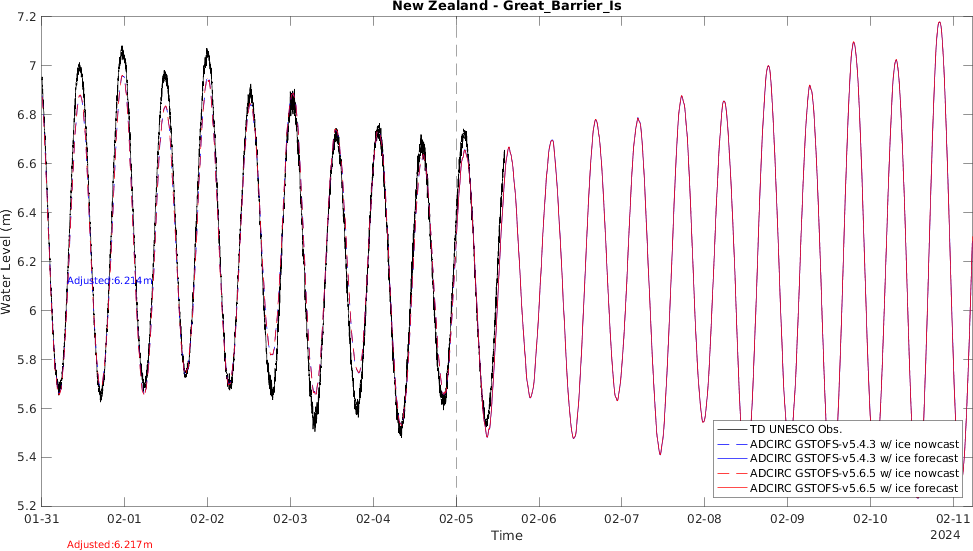 New Zealand - Great_Barrier_Is
7.2
7
6.8
6.6
6.4
6.2
6
5.8
5.6
5.4
5.2
Water Level (m)
Adjusted:6.214m
TD UNESCO Obs.
ADCIRC GSTOFS-v5.4.3 w/ ice nowcast
ADCIRC GSTOFS-v5.4.3 w/ ice forecast
ADCIRC GSTOFS-v5.6.5 w/ ice nowcast
ADCIRC GSTOFS-v5.6.5 w/ ice forecast
01-31 02-01 02-02 02-03 02-04 02-05 02-06 02-07 02-08 02-09 02-10 02-11
Time 2024
Adjusted:6.217m